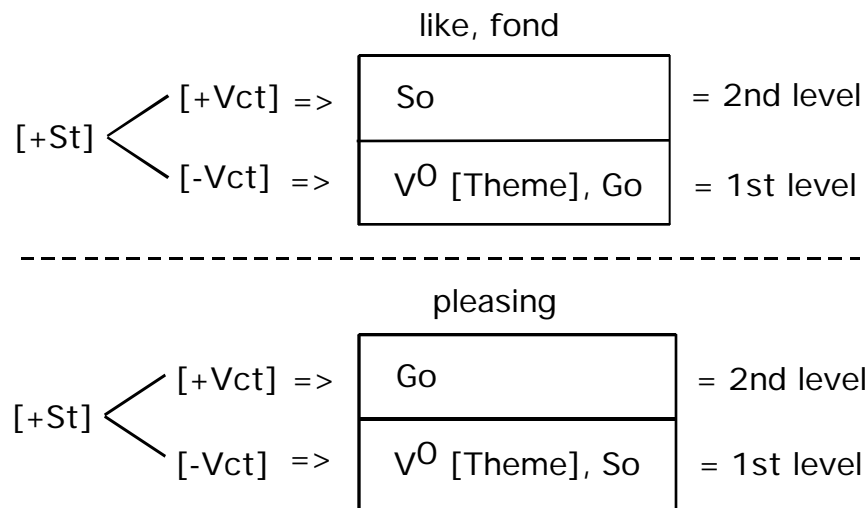 like, fond
[+Vct] => So = 2nd level
[+St]
[-Vct] => V⁰ [Theme], Go = 1st level
pleasing
[+Vct] => Go = 2nd level
[+St]
[-Vct] => V⁰ [Theme], So = 1st level